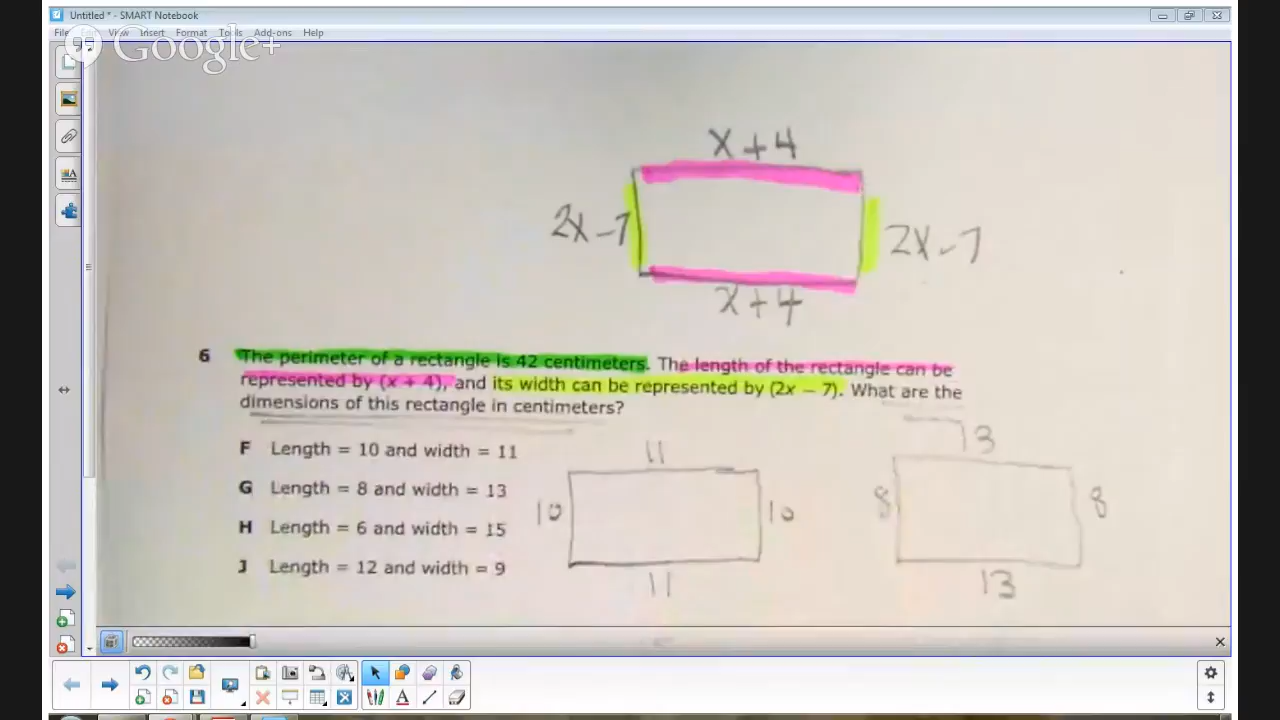 Untitled * - SMART Notebook
File Edit View Insert Format Tools Add-ons Help
Google+
x + 4
2x - 7
2x - 7
x + 4
6 The perimeter of a rectangle is 42 centimeters. The length of the rectangle can be
represented by (x + 4), and its width can be represented by (2x − 7). What are the
dimensions of this rectangle in centimeters?
F Length = 10 and width = 11
G Length = 8 and width = 13
H Length = 6 and width = 15
J Length = 12 and width = 9
11
10
10
11
13
8
8
13